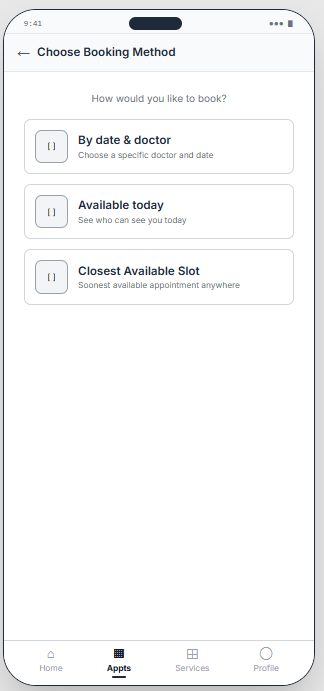 9:41
← Choose Booking Method
How would you like to book?
[ ]
By date & doctor
Choose a specific doctor and date
[ ]
Available today
See who can see you today
[ ]
Closest Available Slot
Soonest available appointment anywhere
Home
Appts
Services
Profile